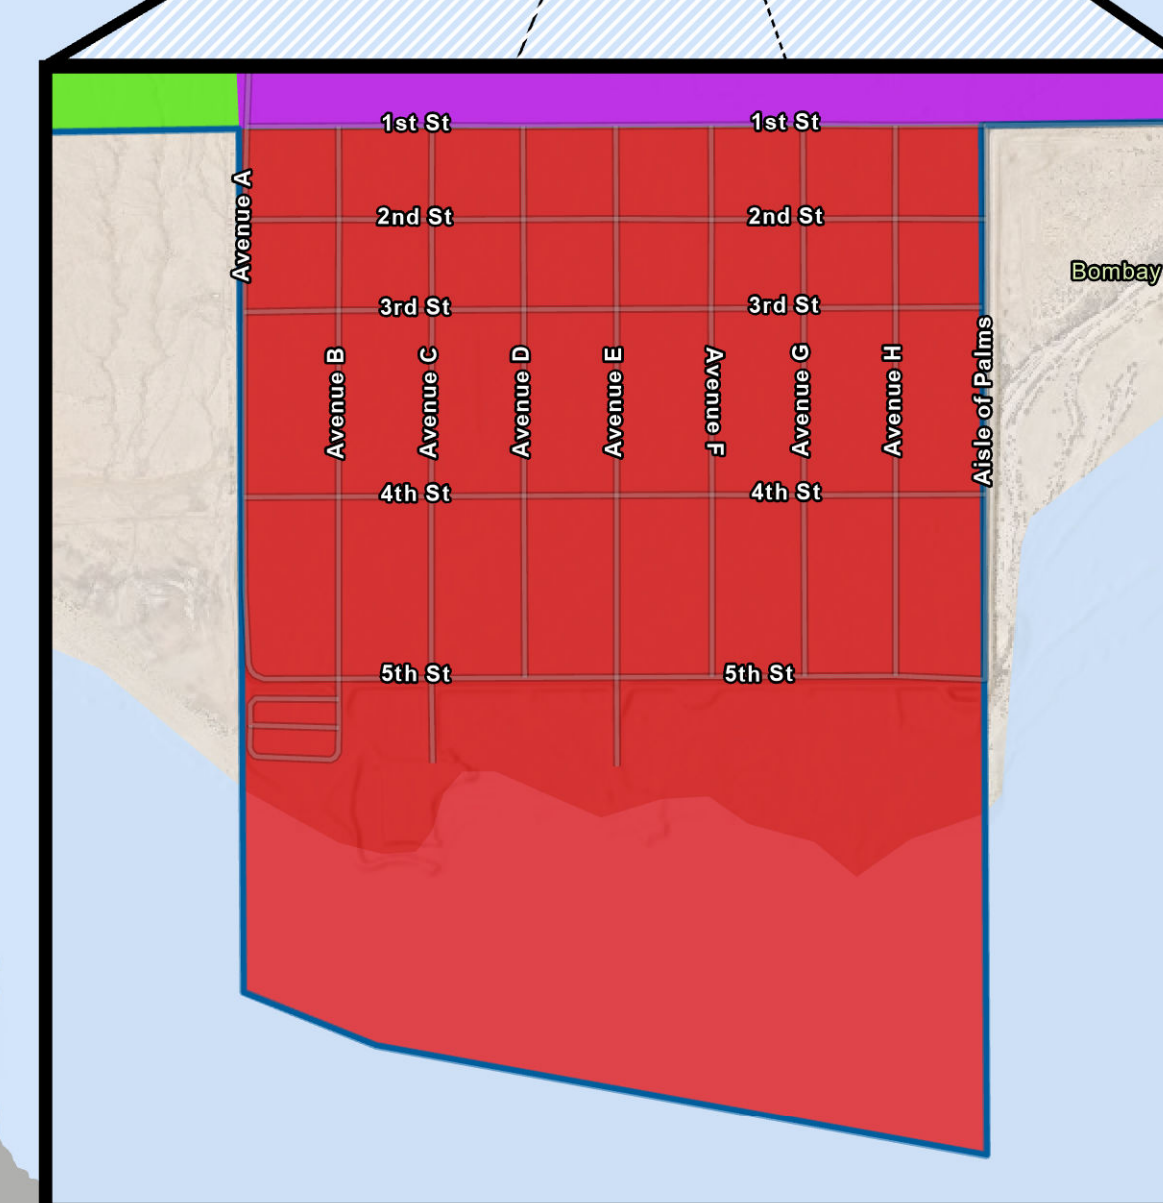 1st St
1st St
Avenue A
2nd St
2nd St
Bombay
3rd St
3rd St
Avenue B
Avenue C
Avenue D
Avenue E
Avenue F
Avenue G
Avenue H
Aisle of Palms
4th St
4th St
5th St
5th St